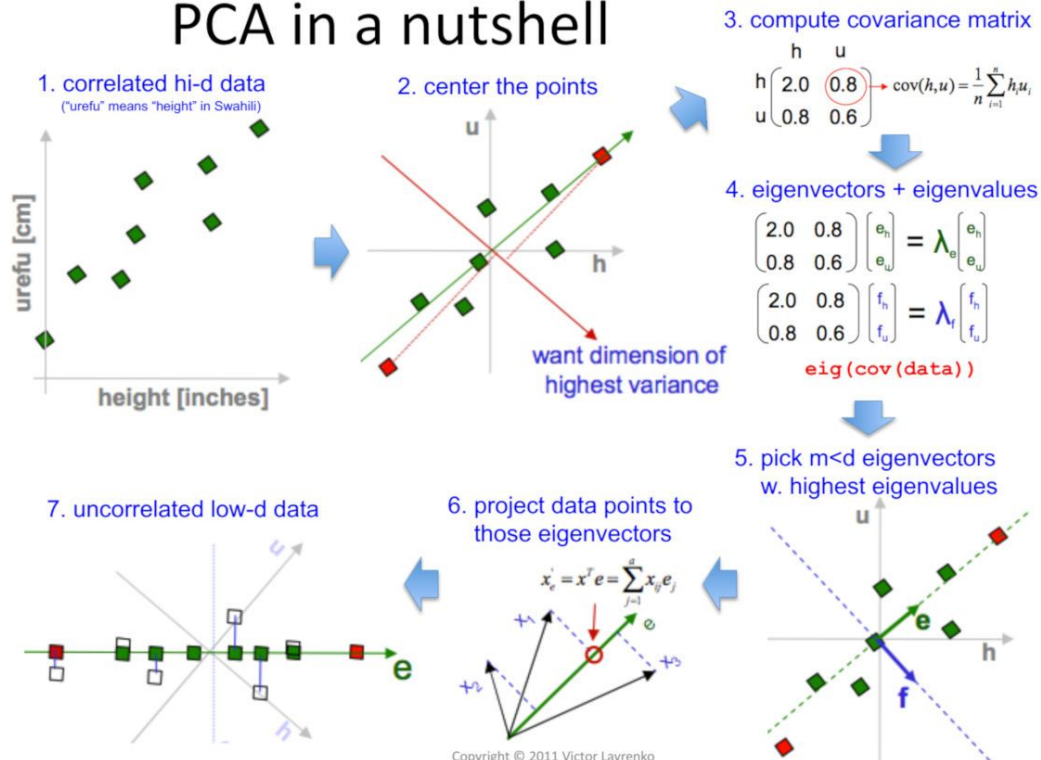 PCA in a nutshell
1. correlated hi-d data
("urefu" means "height" in Swahili)
urefu [cm]
height [inches]
2. center the points
u
h
want dimension of
highest variance
3. compute covariance matrix
h u
h 2.0 0.8 → cov(h,u) = 1/n ∑ i=1 n h_i u_i
u 0.8 0.6
4. eigenvectors + eigenvalues
2.0 0.8 e_h = λ_e e_h
0.8 0.6 e_u e_u
2.0 0.8 f_h = λ_f f_h
0.8 0.6 f_u f_u
eig(cov(data))
5. pick m<d eigenvectors
w. highest eigenvalues
u
e
h
f
6. project data points to
those eigenvectors
x'_e = x^T e = ∑ j=1 x_ij e_j
x_1
e
x_2
x_3
7. uncorrelated low-d data
u
e
h
Copyright © 2011 Victor Lavrenko